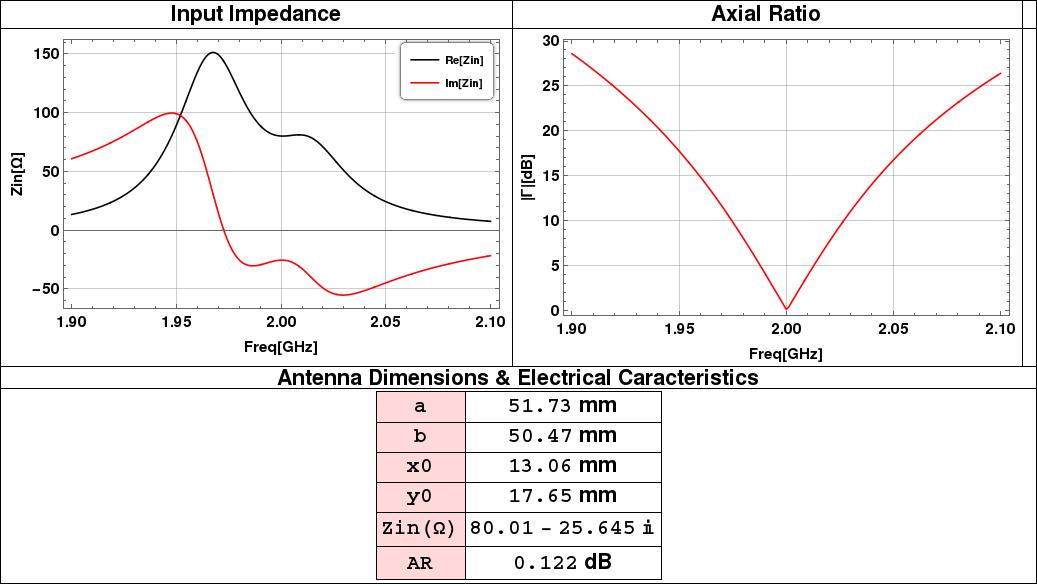 Input Impedance
Axial Ratio
150
100
50
0
−50
Zin[Ω]
Re[Zin]
Im[Zin]
1.90 1.95 2.00 2.05 2.10
Freq[GHz]
30
25
20
15
10
5
0
|Γ|[dB]
1.90 1.95 2.00 2.05 2.10
Freq[GHz]
Antenna Dimensions & Electrical Caracteristics
a 51.73 mm
b 50.47 mm
x0 13.06 mm
y0 17.65 mm
Zin(Ω) 80.01 − 25.645 i
AR 0.122 dB